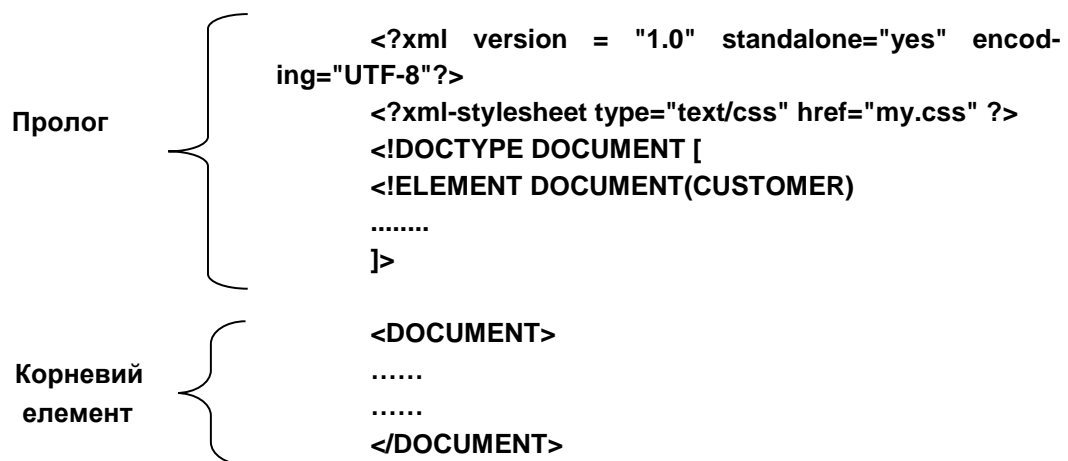 <?xml version = "1.0" standalone="yes" encod-
ing="UTF-8"?>
Пролог
<?xml-stylesheet type="text/css" href="my.css" ?>
<!DOCTYPE DOCUMENT [
<!ELEMENT DOCUMENT(CUSTOMER)
........
]>
<DOCUMENT>
Корневий
елемент
……
……
</DOCUMENT>